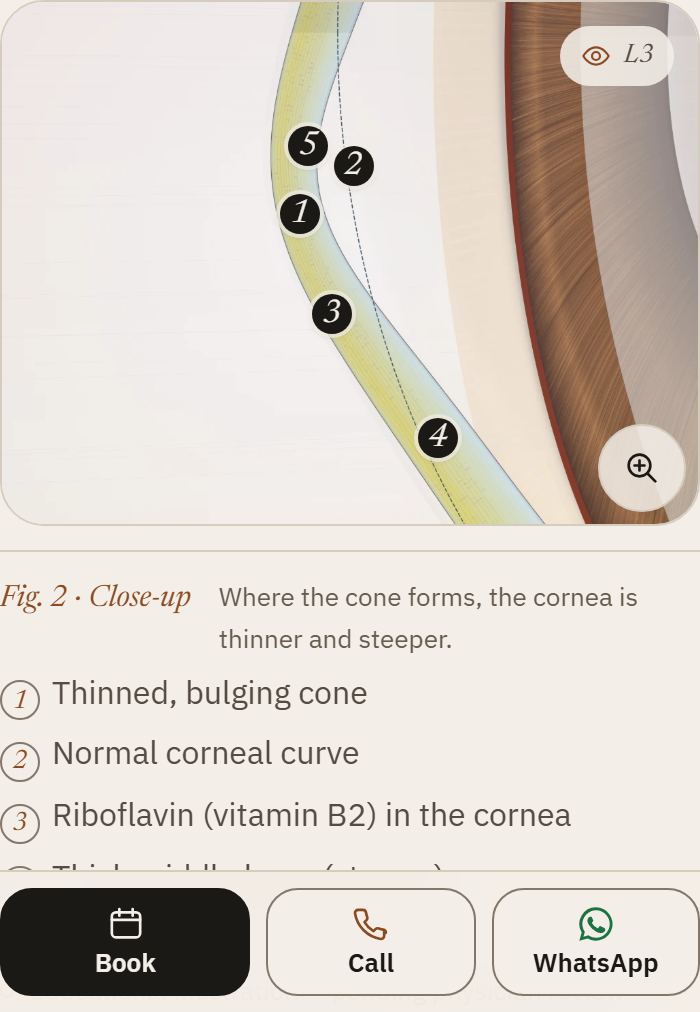 L3
5
2
1
3
4
Fig. 2 · Close-up
Where the cone forms, the cornea is
thinner and steeper.
1 Thinned, bulging cone
2 Normal corneal curve
3 Riboflavin (vitamin B2) in the cornea
Book
Call
WhatsApp